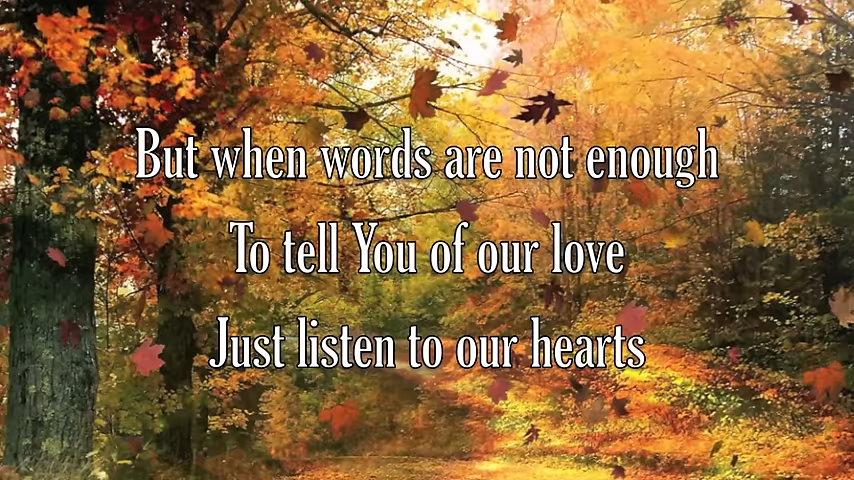 But when words are not enough
To tell You of our love
Just listen to our hearts